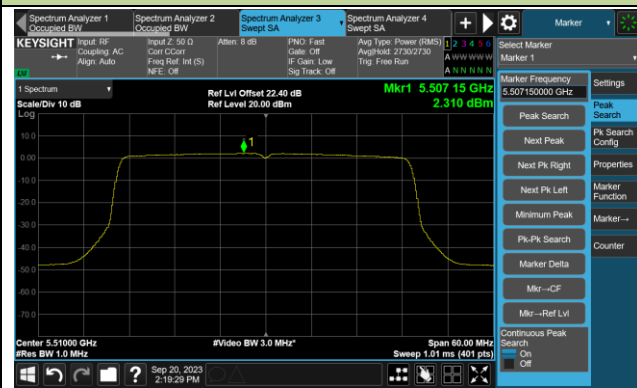 Spectrum Analyzer 1
Occupied BW
Spectrum Analyzer 2
Occupied BW
Spectrum Analyzer 3
Swept SA
Spectrum Analyzer 4
Swept SA
Marker
KEYSIGHT
Input: RF
Coupling: AC
Align: Auto
Input Z: 50 Ω
Corr CCorr
Freq Ref: Int (S)
NFE: Off
Atten: 8 dB
PNO: Fast
Gate: Off
IF Gain: Low
Sig Track: Off
Avg Type: Power (RMS)
Avg|Hold: 2730/2730
Trig: Free Run
1 2 3 4 5 6
A W W W W W
A N N N N N
Select Marker
Marker 1
1 Spectrum
Scale/Div 10 dB
Log
Ref Lvl Offset 22.40 dB
Ref Level 20.00 dBm
Mkr1 5.507 15 GHz
2.310 dBm
10.0
0.00
-10.0
-20.0
-30.0
-40.0
-50.0
-60.0
-70.0
1
Center 5.51000 GHz
#Res BW 1.0 MHz
#Video BW 3.0 MHz*
Span 60.00 MHz
Sweep 1.01 ms (401 pts)
Marker Frequency
5.507150000 GHz
Peak Search
Next Peak
Next Pk Right
Next Pk Left
Minimum Peak
Pk-Pk Search
Marker Delta
Mkr→CF
Mkr→Ref Lvl
Continuous Peak
Search
On
Off
Settings
Peak
Search
Pk Search
Config
Properties
Marker
Function
Marker→
Counter
Sep 20, 2023
2:19:29 PM